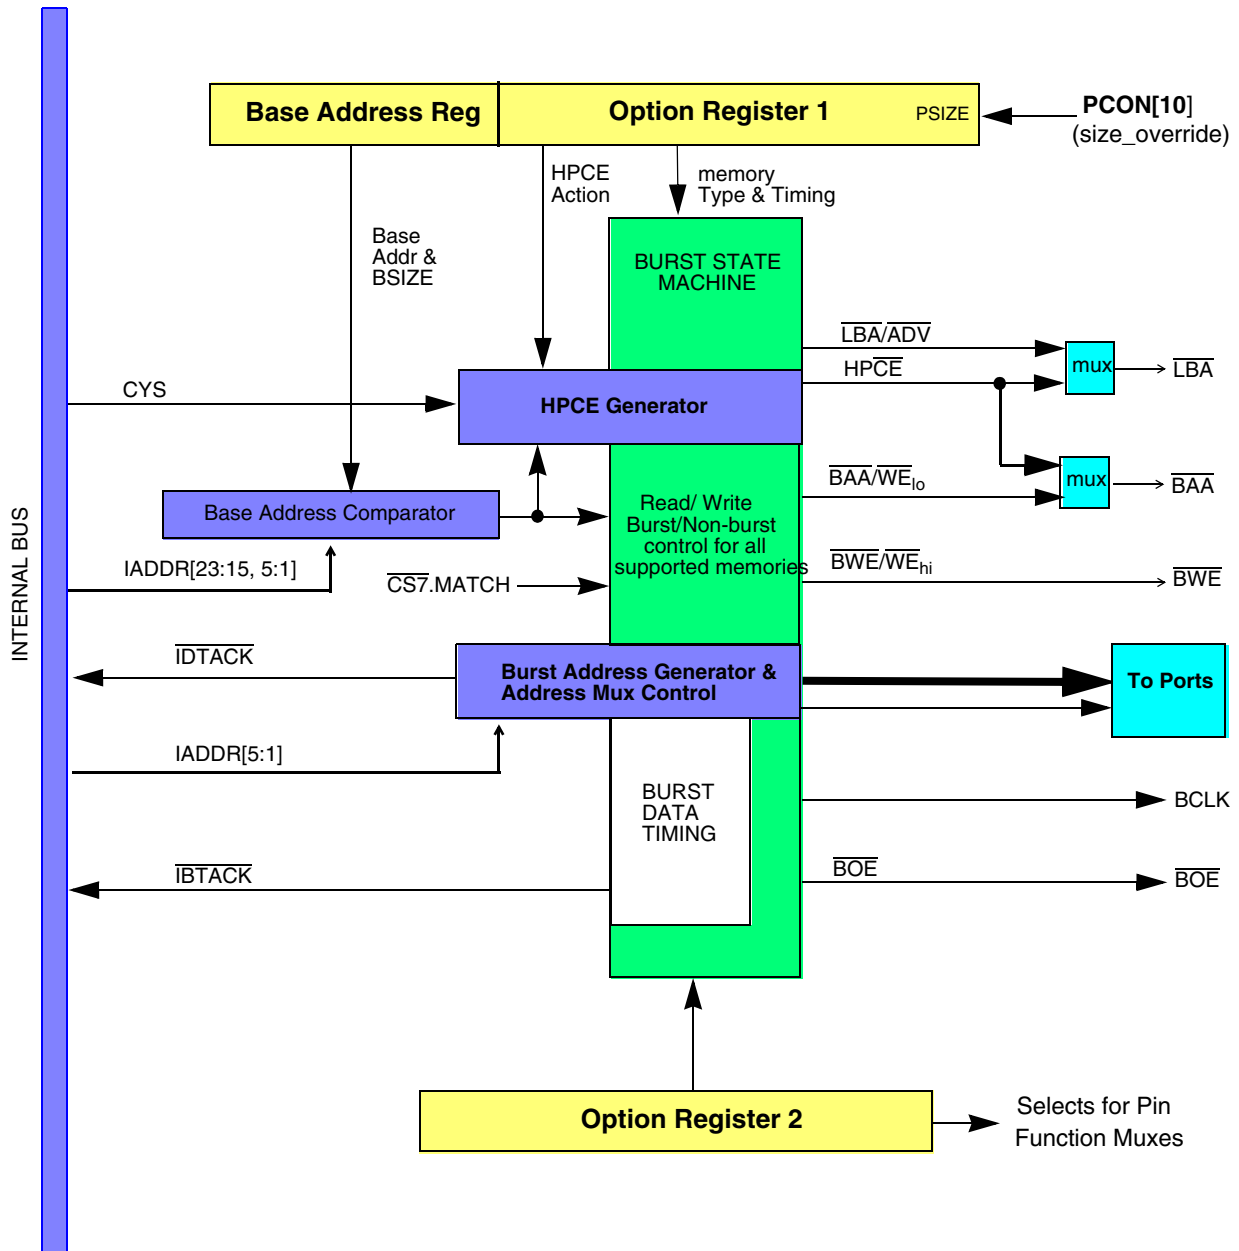 Base Address Reg
Option Register 1
PSIZE
PCON[10]
(size_override)
HPCE
Action
memory
Type & Timing
Base
Addr &
BSIZE
BURST STATE
MACHINE
LBA/ADV
HPCE
mux
LBA
CYS
HPCE Generator
BAA/WElo
mux
BAA
Base Address Comparator
Read/ Write
Burst/Non-burst
control for all
supported memories
IADDR[23:15, 5:1]
CS7.MATCH
BWE/WEhi
BWE
INTERNAL BUS
IDTACK
Burst Address Generator &
Address Mux Control
To Ports
IADDR[5:1]
BURST
DATA
TIMING
BCLK
IBTACK
BOE
BOE
Option Register 2
Selects for Pin
Function Muxes